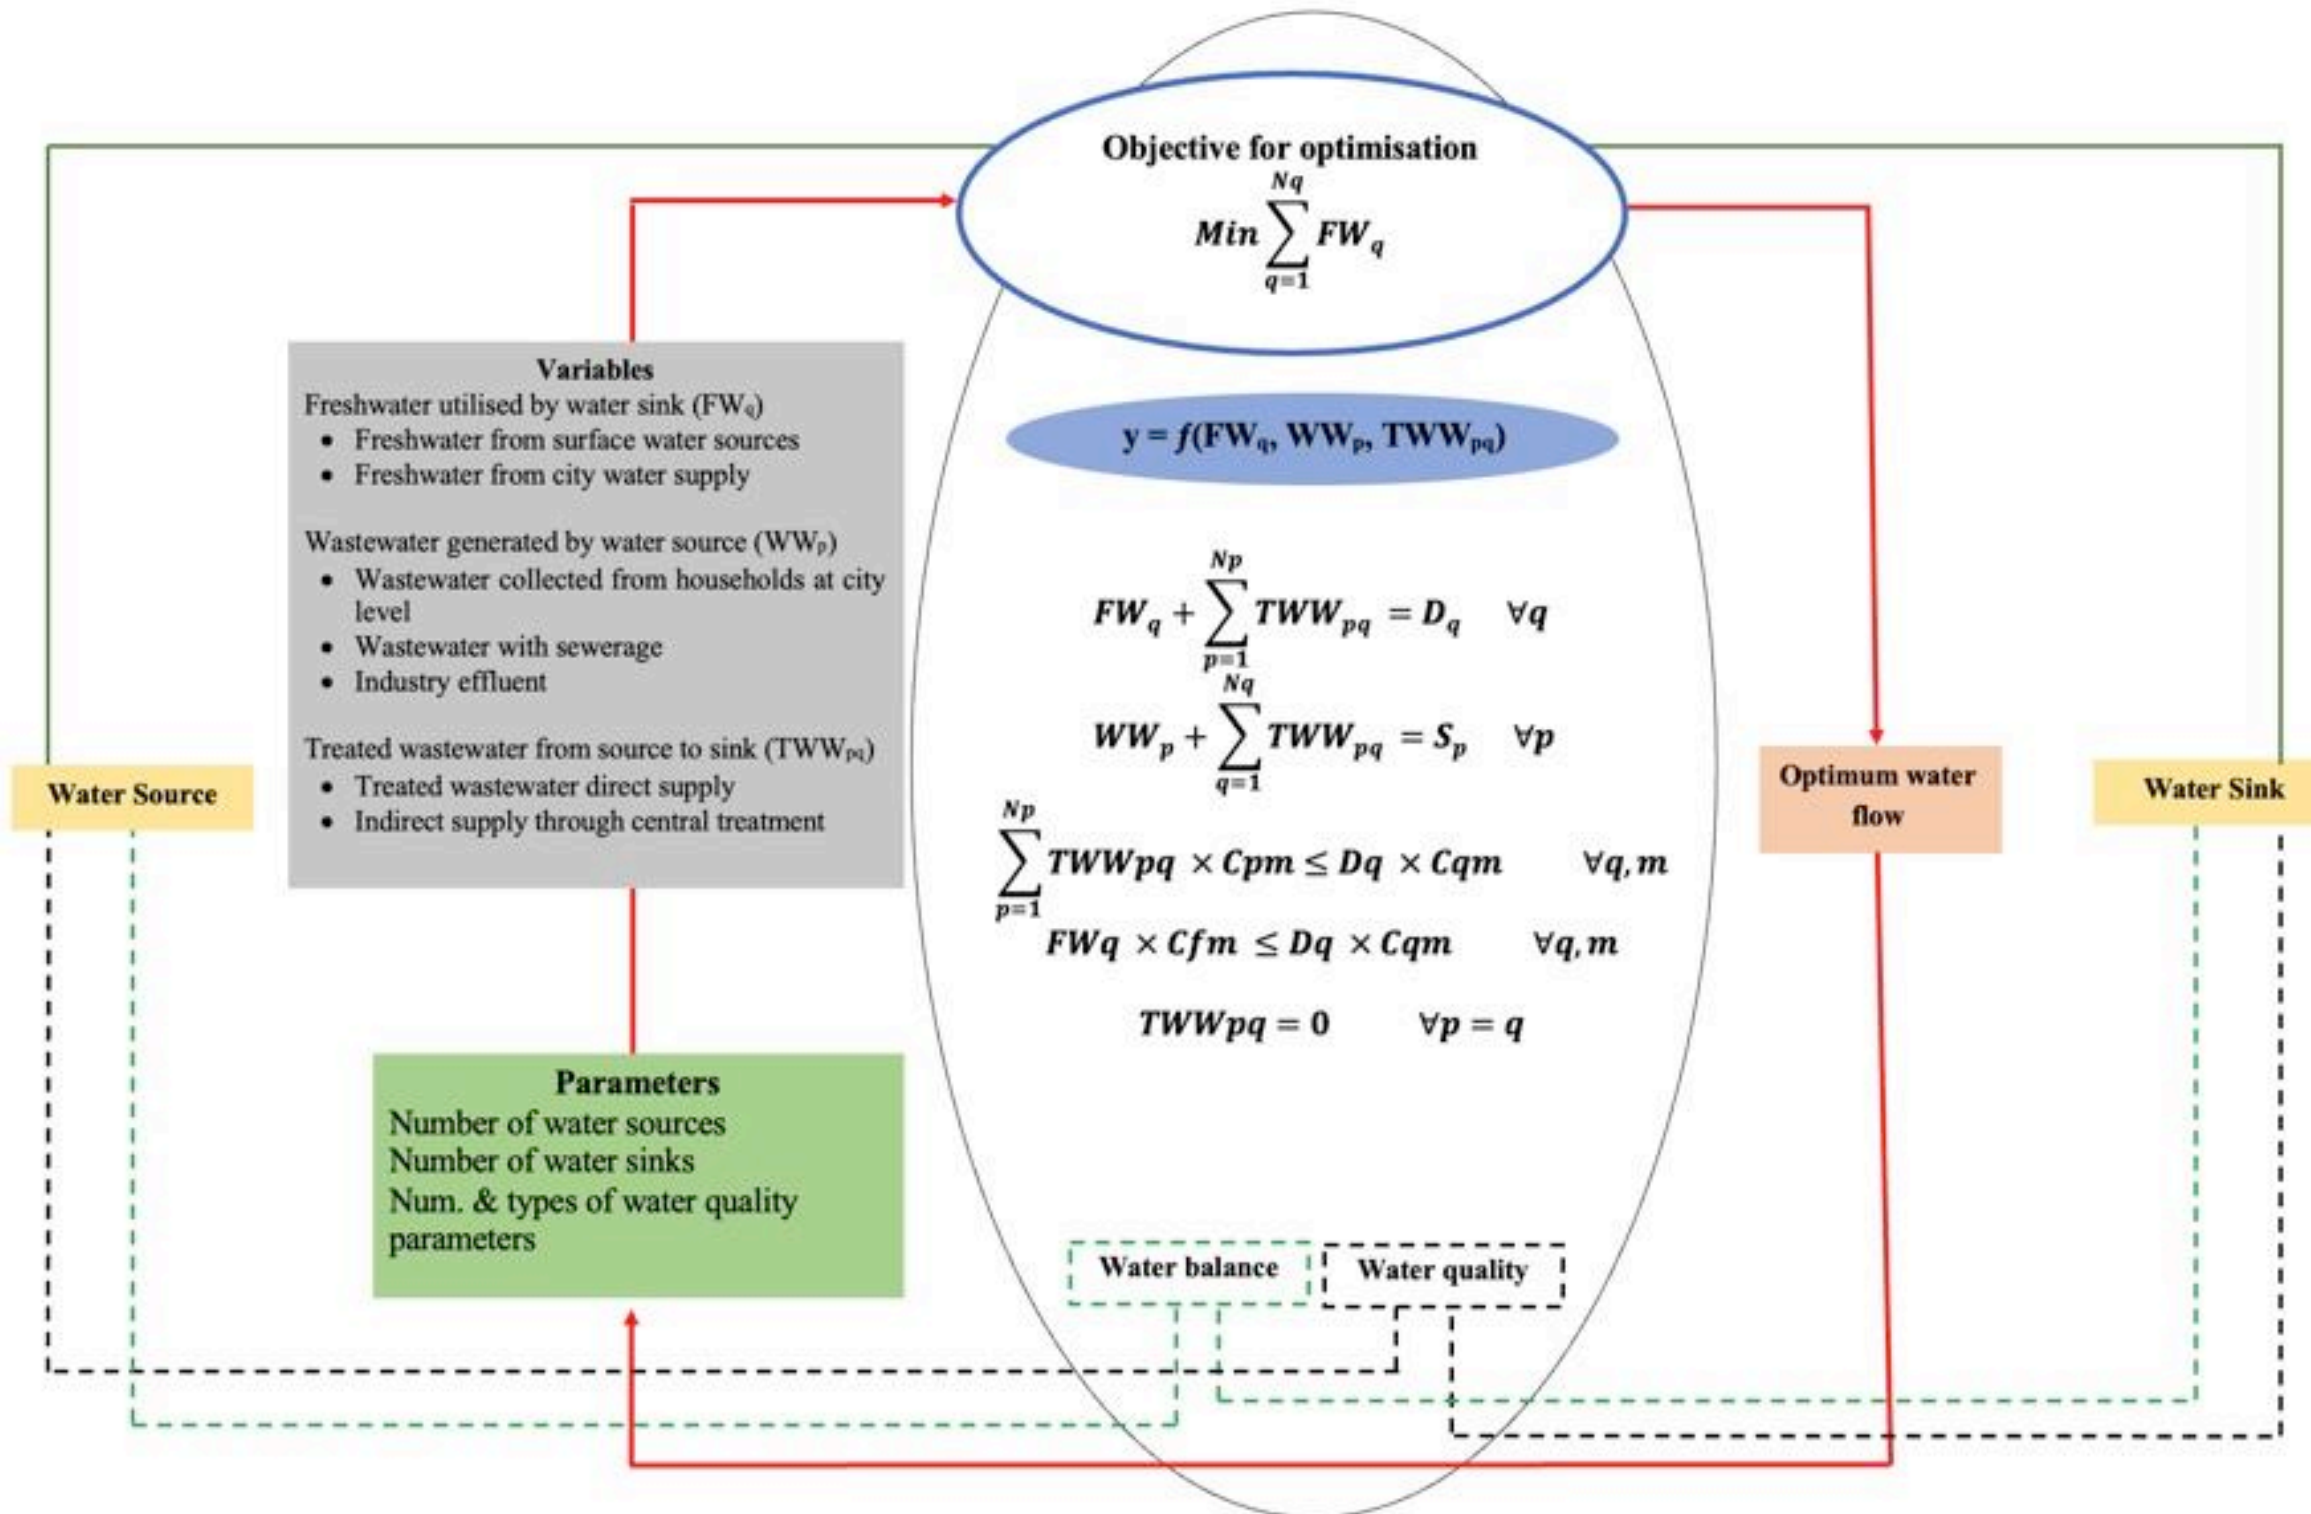 Objective for optimisation
Nq
Min ∑ FW_q
q=1
Variables
Freshwater utilised by water sink (FW_q)
• Freshwater from surface water sources
• Freshwater from city water supply
Wastewater generated by water source (WW_p)
• Wastewater collected from households at city
level
• Wastewater with sewerage
• Industry effluent
Treated wastewater from source to sink (TWW_pq)
• Treated wastewater direct supply
• Indirect supply through central treatment
y = f(FW_q, WW_p, TWW_pq)
Np
FW_q + ∑ TWW_pq = D_q ∀q
p=1
Nq
WW_p + ∑ TWW_pq = S_p ∀p
q=1
Np
∑ TWWpq × Cpm ≤ Dq × Cqm ∀q, m
p=1
FWq × Cfm ≤ Dq × Cqm ∀q, m
TWWpq = 0 ∀p = q
Water Source
Optimum water
flow
Water Sink
Parameters
Number of water sources
Number of water sinks
Num. & types of water quality
parameters
Water balance
Water quality